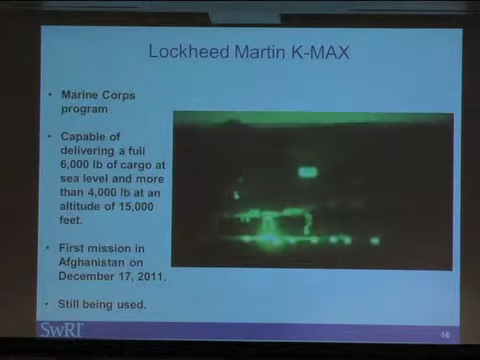 Lockheed Martin K-MAX
• Marine Corps
program
• Capable of
delivering a full
6,000 lb of cargo at
sea level and more
than 4,000 lb at an
altitude of 15,000
feet.
• First mission in
Afghanistan on
December 17, 2011.
• Still being used.
SwRI
16